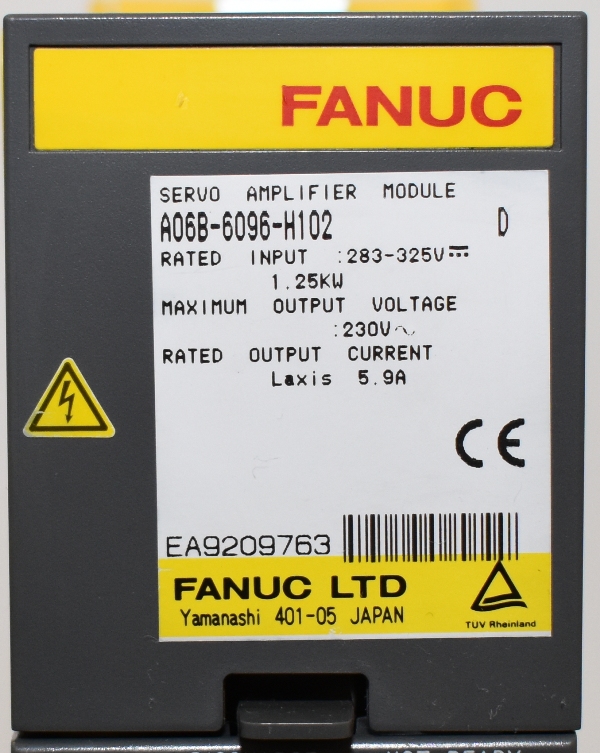 FANUC
SERVO AMPLIFIER MODULE
A06B-6096-H102 D
RATED INPUT :283-325V⎓
1.25KW
MAXIMUM OUTPUT VOLTAGE
:230V～
RATED OUTPUT CURRENT
Laxis 5.9A
CE
EA9209763
FANUC LTD
Yamanashi 401-05 JAPAN
TÜV Rheinland